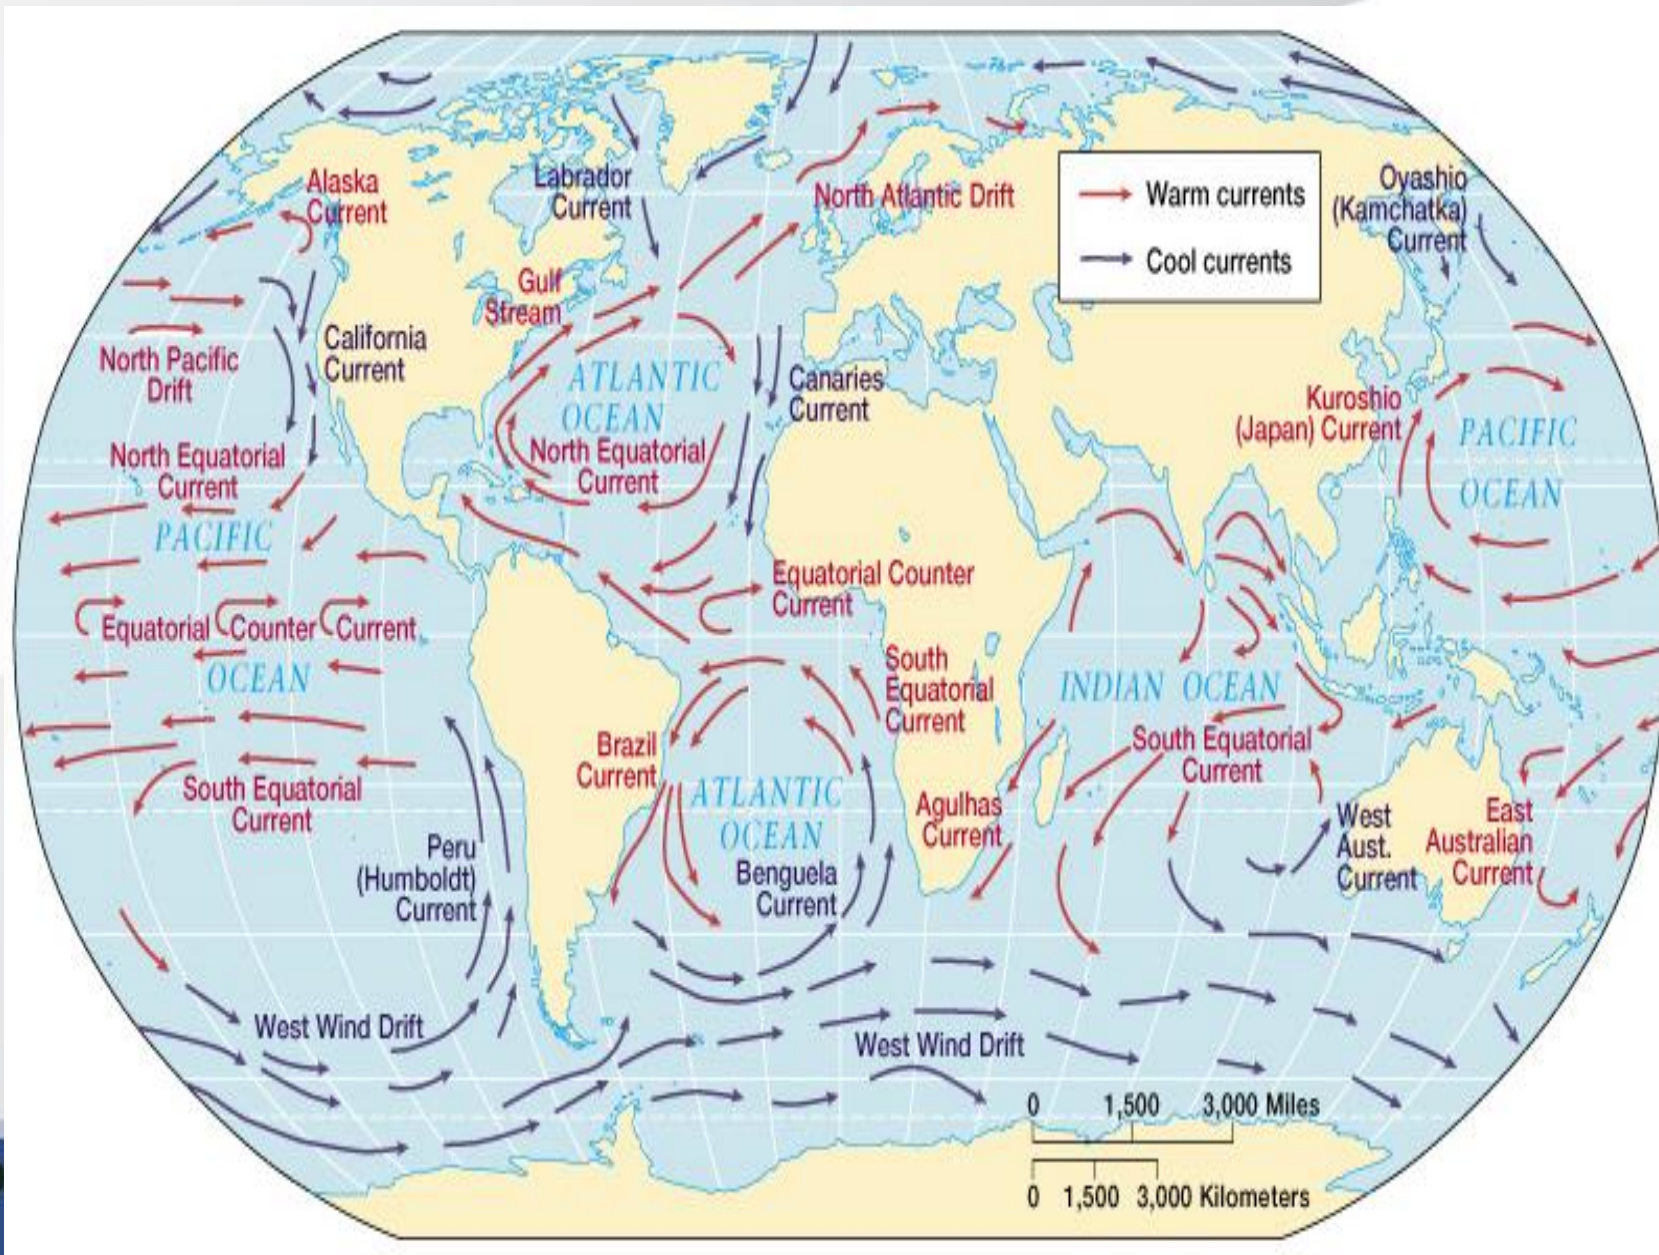 Alaska
Current
Labrador
Current
North Atlantic Drift
Warm currents
Cool currents
Oyashio
(Kamchatka)
Current
Gulf
Stream
North Pacific
Drift
California
Current
ATLANTIC
OCEAN
Canaries
Current
Kuroshio
(Japan) Current
PACIFIC
OCEAN
North Equatorial
Current
North Equatorial
Current
PACIFIC
OCEAN
Equatorial Counter Current
Equatorial Counter
Current
South
Equatorial
Current
INDIAN OCEAN
South Equatorial
Current
Brazil
Current
ATLANTIC
OCEAN
South Equatorial
Current
Agulhas
Current
West
Aust.
Current
East
Australian
Current
Peru
(Humboldt)
Current
Benguela
Current
West Wind Drift
West Wind Drift
0 1,500 3,000 Miles
0 1,500 3,000 Kilometers